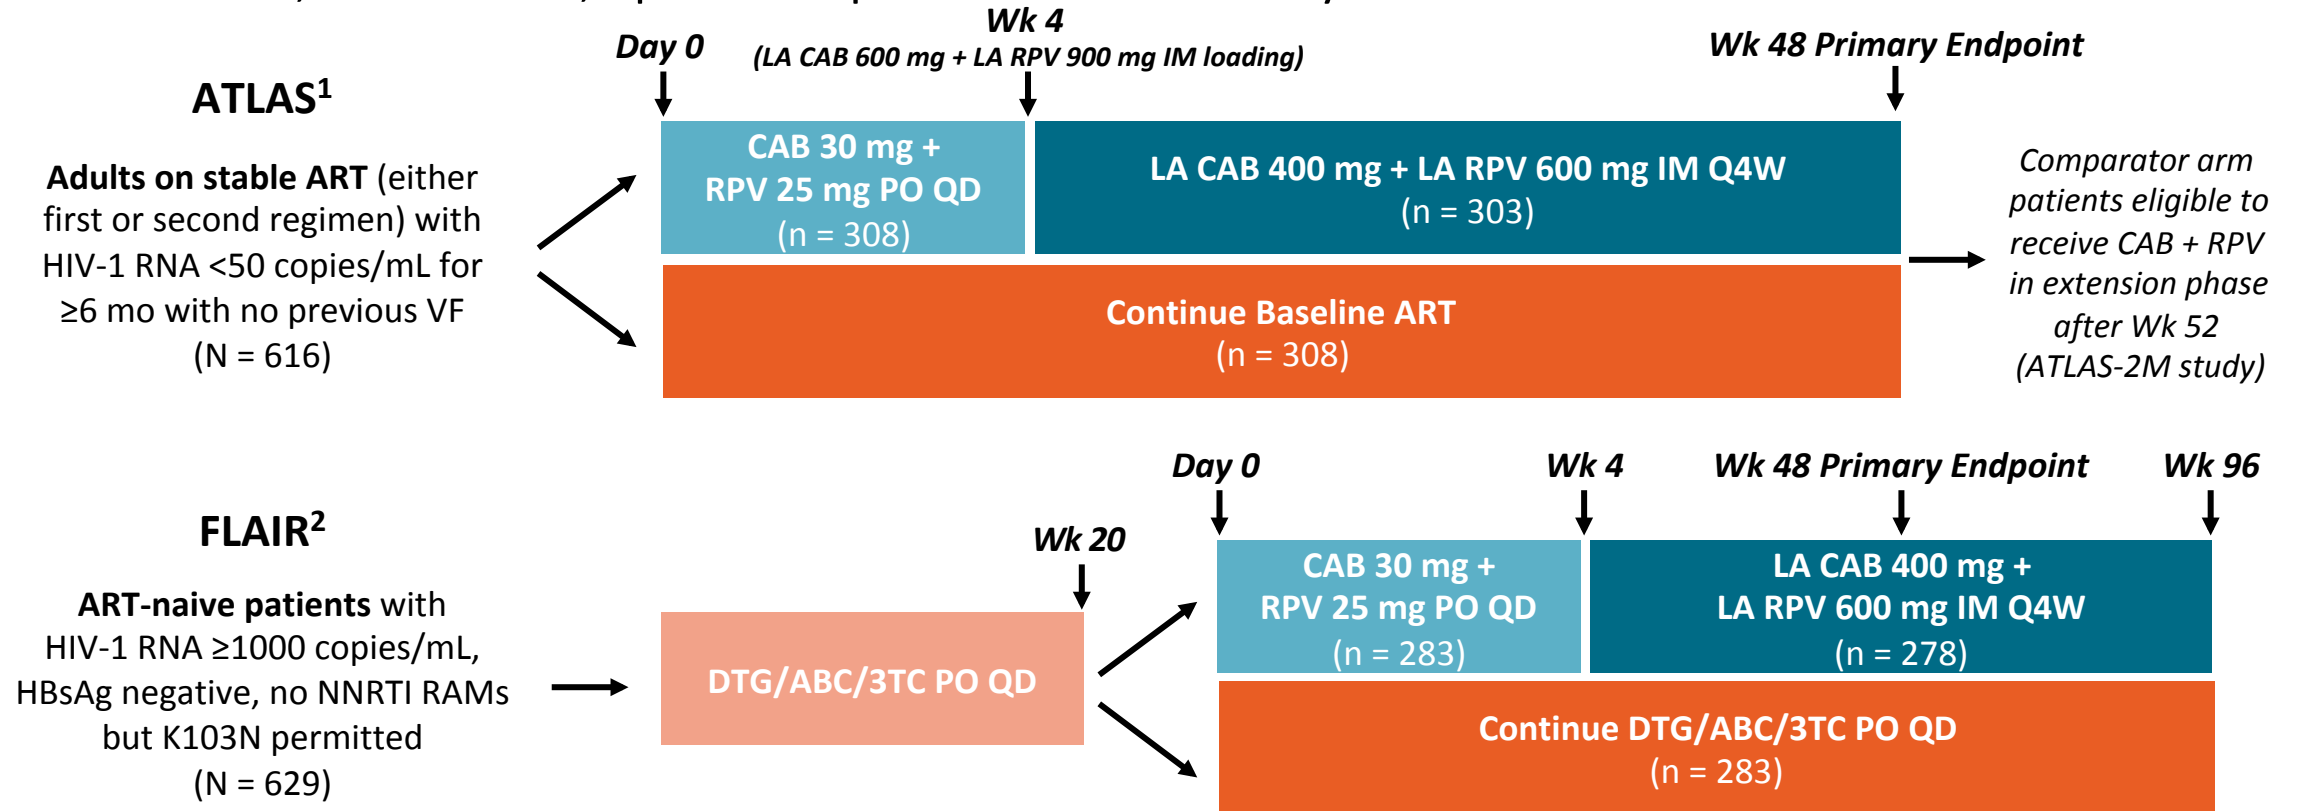 Wk 4
Day 0
(LA CAB 600 mg + LA RPV 900 mg IM loading)
Wk 48 Primary Endpoint
ATLAS¹
Adults on stable ART (either
first or second regimen) with
HIV-1 RNA <50 copies/mL for
≥6 mo with no previous VF
(N = 616)
CAB 30 mg +
RPV 25 mg PO QD
(n = 308)
LA CAB 400 mg + LA RPV 600 mg IM Q4W
(n = 303)
Continue Baseline ART
(n = 308)
Comparator arm
patients eligible to
receive CAB + RPV
in extension phase
after Wk 52
(ATLAS-2M study)
Day 0
Wk 4
Wk 48 Primary Endpoint
Wk 96
FLAIR²
ART-naive patients with
HIV-1 RNA ≥1000 copies/mL,
HBsAg negative, no NNRTI RAMs
but K103N permitted
(N = 629)
Wk 20
DTG/ABC/3TC PO QD
CAB 30 mg +
RPV 25 mg PO QD
(n = 283)
LA CAB 400 mg +
LA RPV 600 mg IM Q4W
(n = 278)
Continue DTG/ABC/3TC PO QD
(n = 283)